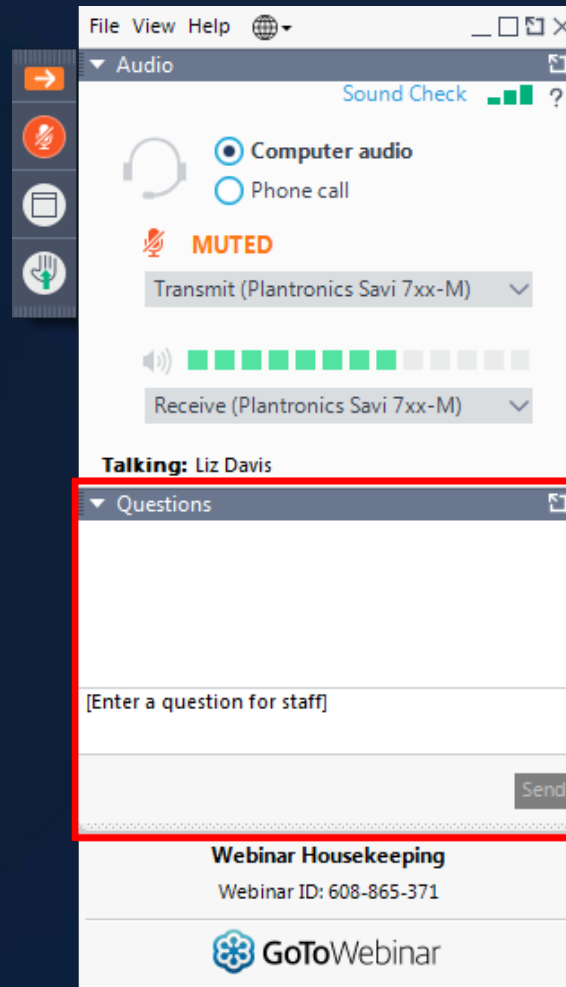 File View Help
Audio
Sound Check ?
Computer audio
Phone call
MUTED
Transmit (Plantronics Savi 7xx-M)
Receive (Plantronics Savi 7xx-M)
Talking: Liz Davis
Questions
[Enter a question for staff]
Send
Webinar Housekeeping
Webinar ID: 608-865-371
GoToWebinar